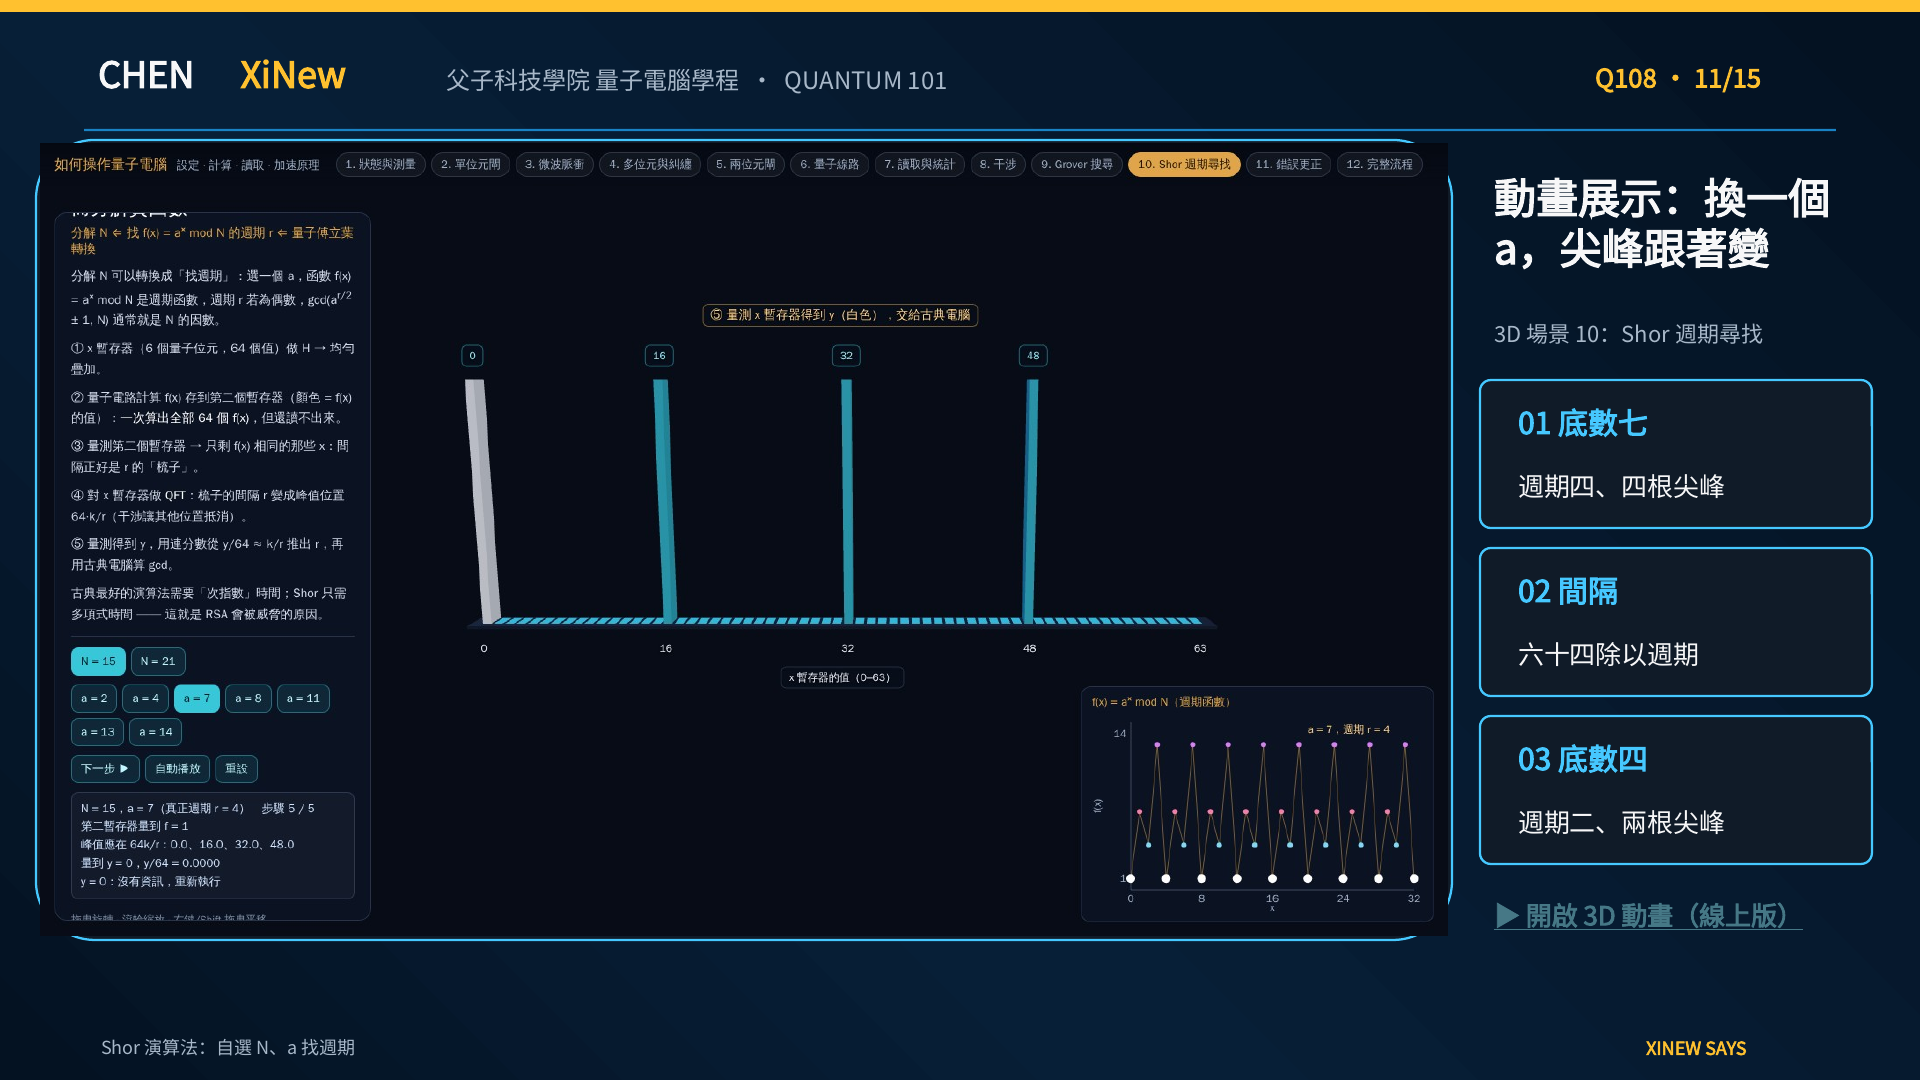 CHEN XiNew 父子科技學院 量子電腦學程 • QUANTUM 101 Q108 • 11/15
如何操作量子電腦 設定 · 計算 · 讀取 · 加速原理 1. 狀態與測量 2. 單位元閘 3. 微波脈衝 4. 多位元與糾纏 5. 兩位元閘 6. 量子線路 7. 讀取與統計 8. 干涉 9. Grover 搜尋 10. Shor 週期尋找 11. 錯誤更正 12. 完整流程
分解 N ⇐ 找 f(x) = aˣ mod N 的週期 r ⇐ 量子傅立葉
轉換
分解 N 可以轉換成「找週期」：選一個 a，函數 f(x)
= aˣ mod N 是週期函數，週期 r 若為偶數，gcd(a^{r/2}
± 1, N) 通常就是 N 的因數。
① x 暫存器（6 個量子位元，64 個值）做 H → 均勻
疊加。
② 量子電路計算 f(x) 存到第二個暫存器（顏色 = f(x)
的值）：一次算出全部 64 個 f(x)，但還讀不出來。
③ 量測第二個暫存器 → 只剩 f(x) 相同的那些 x：間
隔正好是 r 的「梳子」。
④ 對 x 暫存器做 QFT：梳子的間隔 r 變成峰值位置
64·k/r（干涉讓其他位置抵消）。
⑤ 量測得到 y，用連分數從 y/64 ≈ k/r 推出 r，再
用古典電腦算 gcd。
古典最好的演算法需要「次指數」時間；Shor 只需
多項式時間 —— 這就是 RSA 會被威脅的原因。
N = 15 N = 21
a = 2 a = 4 a = 7 a = 8 a = 11
a = 13 a = 14
下一步 ▶ 自動播放 重設
N = 15，a = 7（真正週期 r = 4） 步驟 5 / 5
第二暫存器量到 f = 1
峰值應在 64k/r：0.0、16.0、32.0、48.0
量到 y = 0，y/64 = 0.0000
y = 0：沒有資訊，重新執行
⑤ 量測 x 暫存器得到 y（白色），交給古典電腦
0 16 32 48
0 16 32 48 63
x 暫存器的值（0–63）
f(x) = aˣ mod N（週期函數）
a = 7，週期 r = 4
14
f(x)
1
0 8 16 24 32
x
動畫展示：換一個
a，尖峰跟著變
3D 場景 10：Shor 週期尋找
01 底數七
週期四、四根尖峰
02 間隔
六十四除以週期
03 底數四
週期二、兩根尖峰
▶ 開啟 3D 動畫（線上版）
Shor 演算法：自選 N、a 找週期
XINEW SAYS